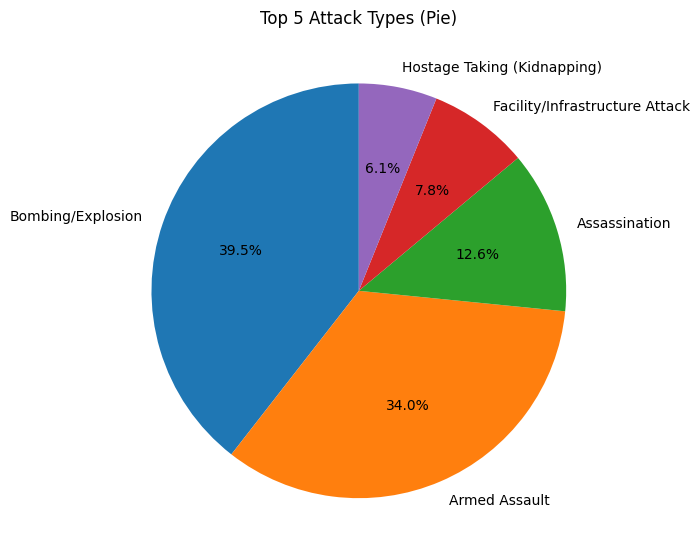 Top 5 Attack Types (Pie)
Hostage Taking (Kidnapping)
Facility/Infrastructure Attack
6.1%
7.8%
Bombing/Explosion
Assassination
39.5%
12.6%
34.0%
Armed Assault